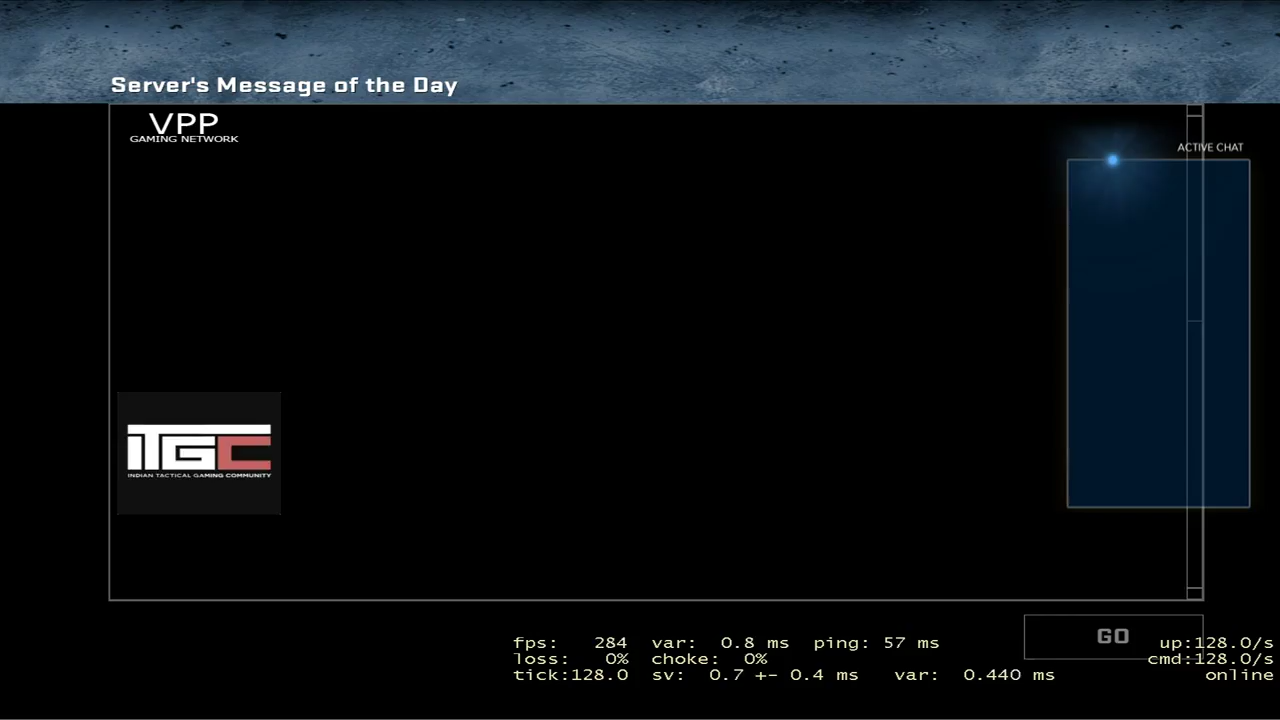 Server's Message of the Day
VPP
GAMING NETWORK
ACTIVE CHAT
iTGC
INDIAN TACTICAL GAMING COMMUNITY
GO
fps: 284 var: 0.8 ms ping: 57 ms up:128.0/s
loss: 0% choke: 0% cmd:128.0/s
tick:128.0 sv: 0.7 +- 0.4 ms var: 0.440 ms online